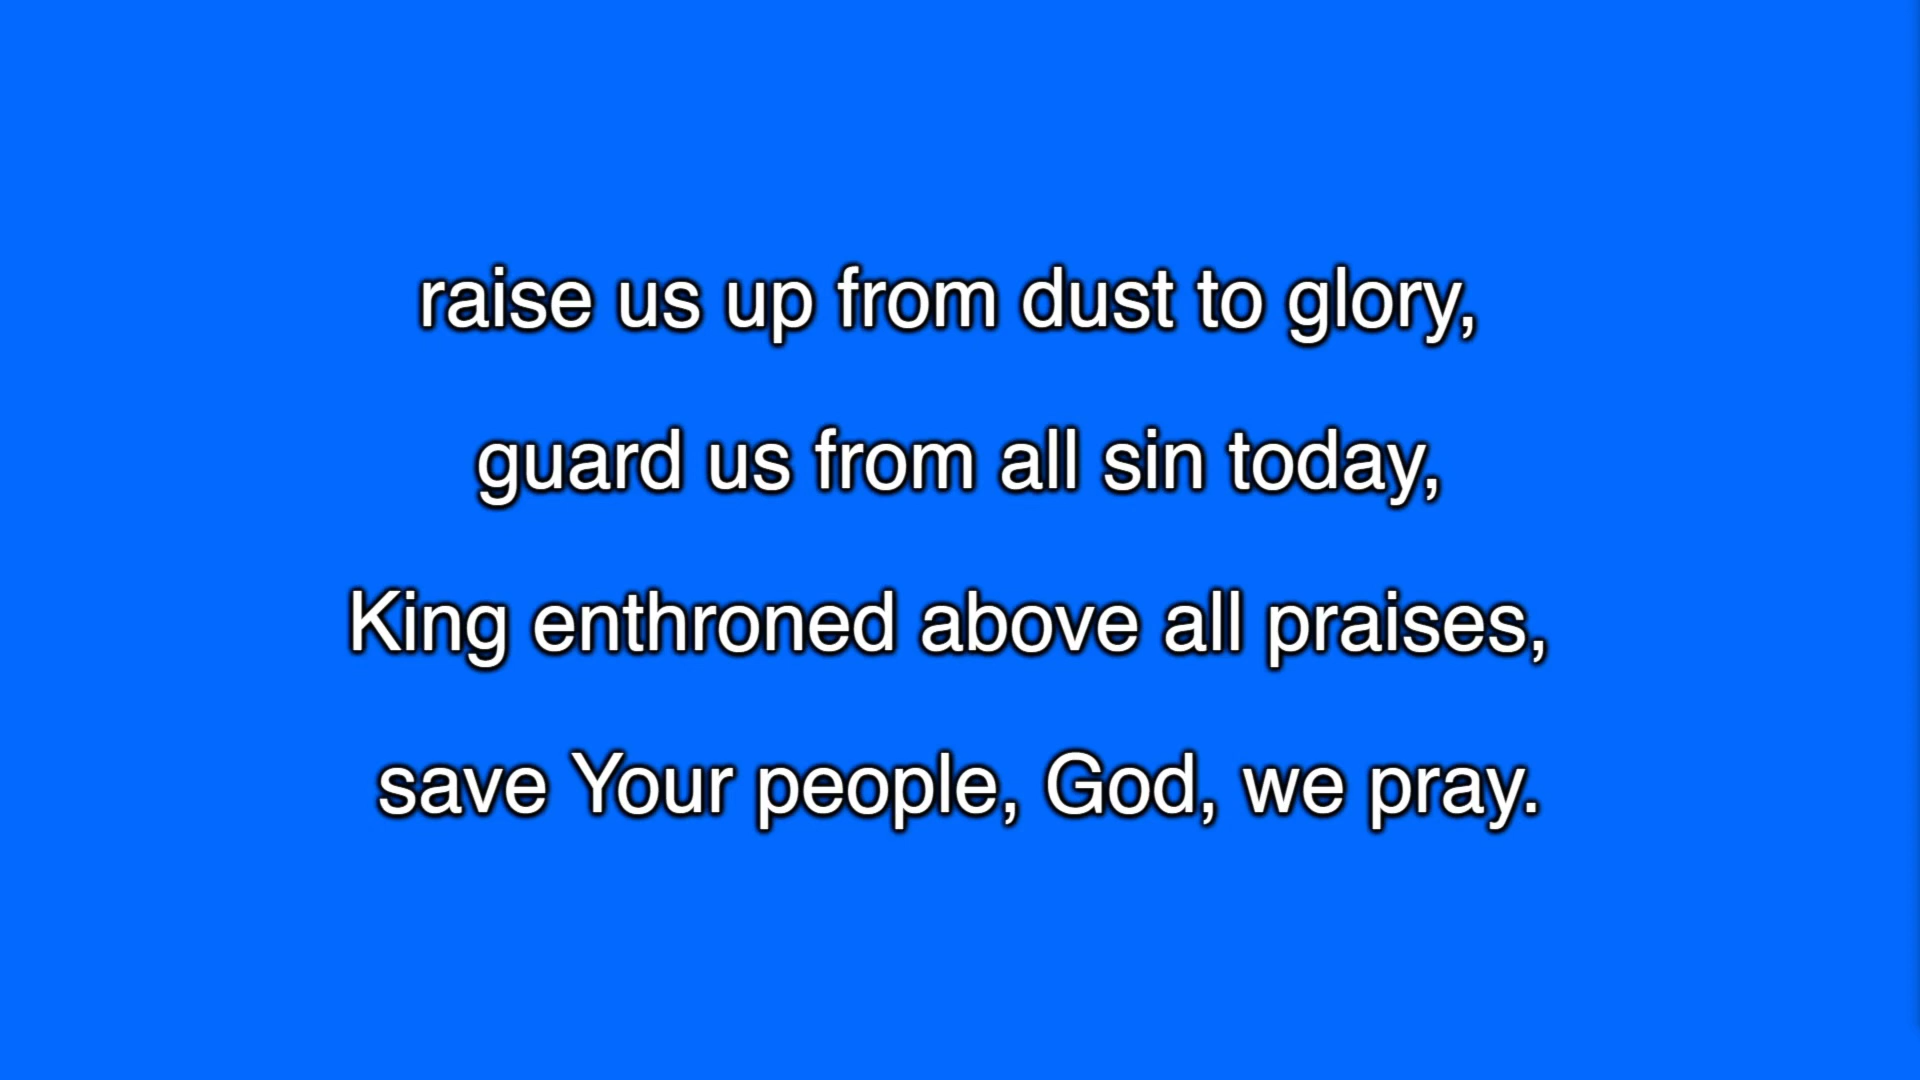 raise us up from dust to glory,
guard us from all sin today,
King enthroned above all praises,
save Your people, God, we pray.